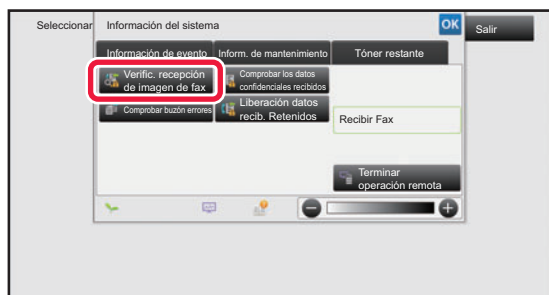 Seleccionar
Información del sistema
OK
Salir
Información de evento
Inform. de mantenimiento
Tóner restante
Verific. recepción
de imagen de fax
Comprobar los datos
confidenciales recibidos
Comprobar buzón errores
Liberación datos
recib. Retenidos
Recibir Fax
Terminar
operación remota